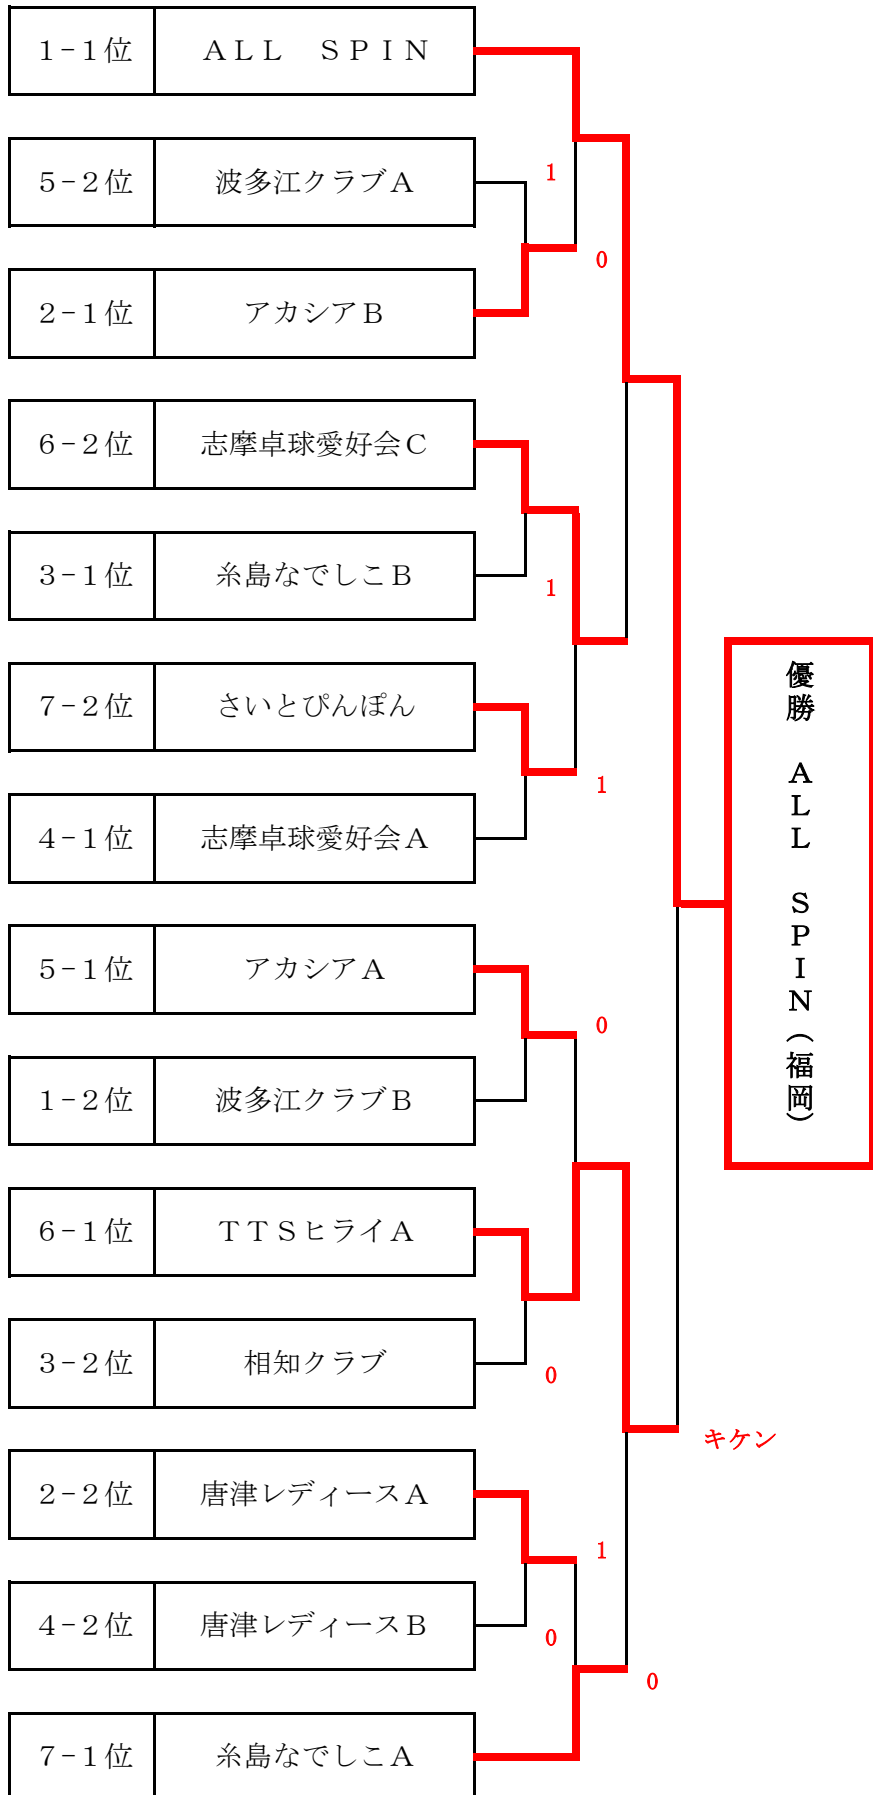 1-1位 ALL SPIN
5-2位 波多江クラブA
1
0
2-1位 アカシアB
6-2位 志摩卓球愛好会C
3-1位 糸島なでしこB
1
7-2位 さいとぴんぽん
1
4-1位 志摩卓球愛好会A
優勝 ALL SPIN(福岡)
5-1位 アカシアA
0
1-2位 波多江クラブB
6-1位 TTSヒライA
3-2位 相知クラブ
0
キケン
2-2位 唐津レディースA
1
4-2位 唐津レディースB
0
0
7-1位 糸島なでしこA